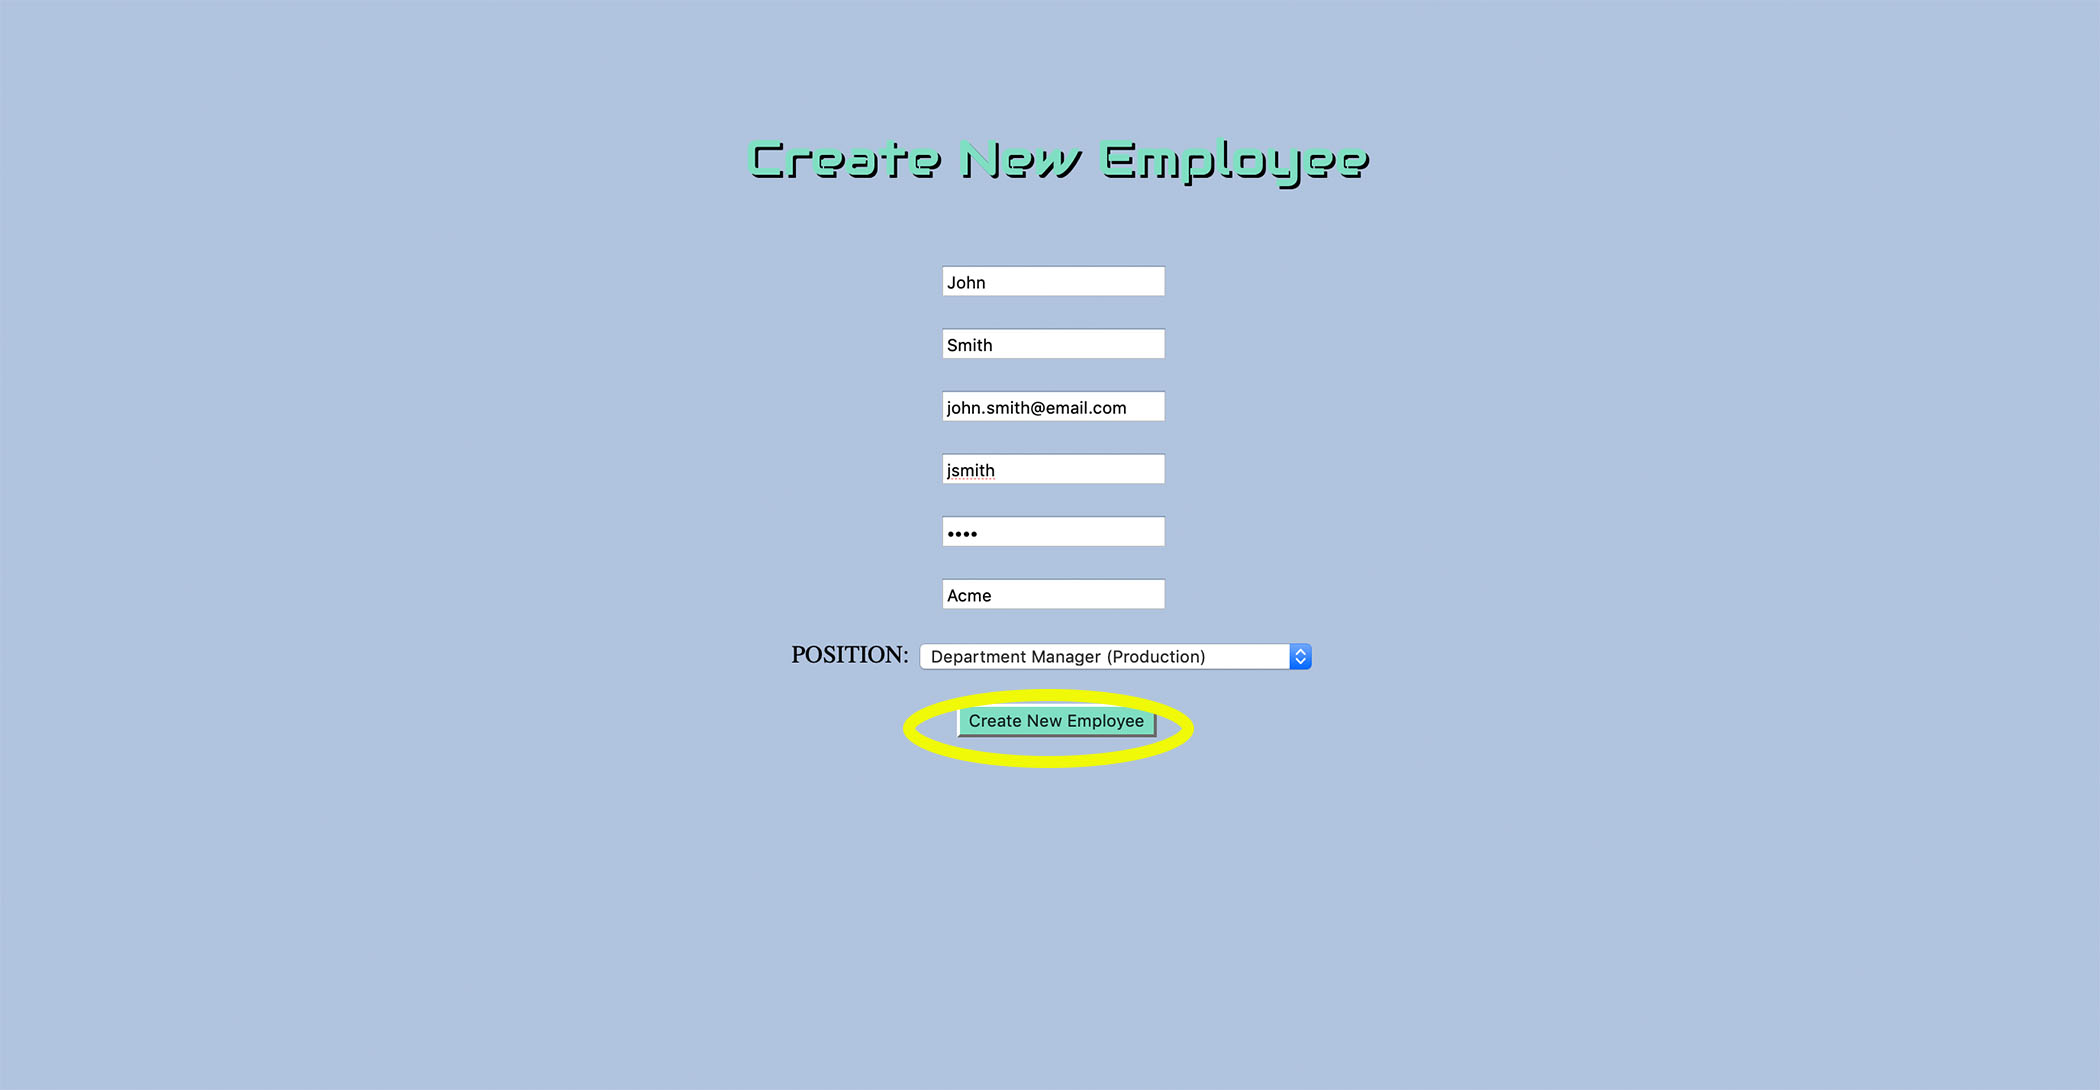 Create New Employee
John
Smith
john.smith@email.com
jsmith
••••
Acme
POSITION: Department Manager (Production)
Create New Employee